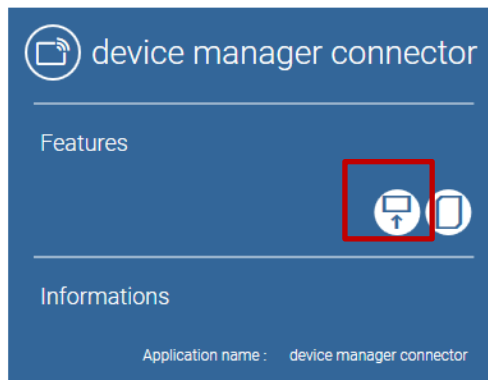 device manager connector
Features
Informations
Application name : device manager connector